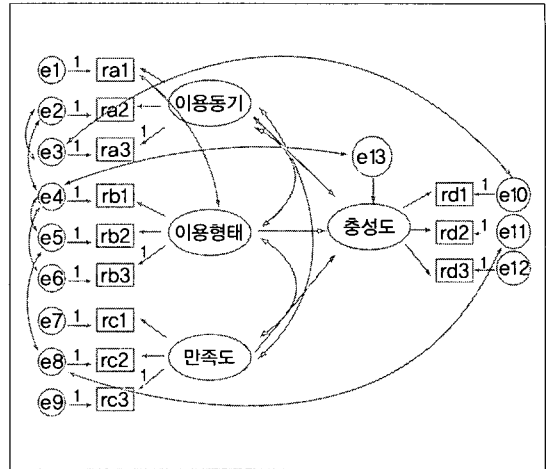 e1 1 ra1
e2 1 ra2 이용동기
e3 1 ra3 1
e13
e4 1 rb1 rd1 1 e10
e5 1 rb2 이용형태 충성도 rd2 1 e11
e6 1 rb3 1 rd3 1 e12
e7 1 rc1
e8 1 rc2 만족도
e9 1 rc3 1